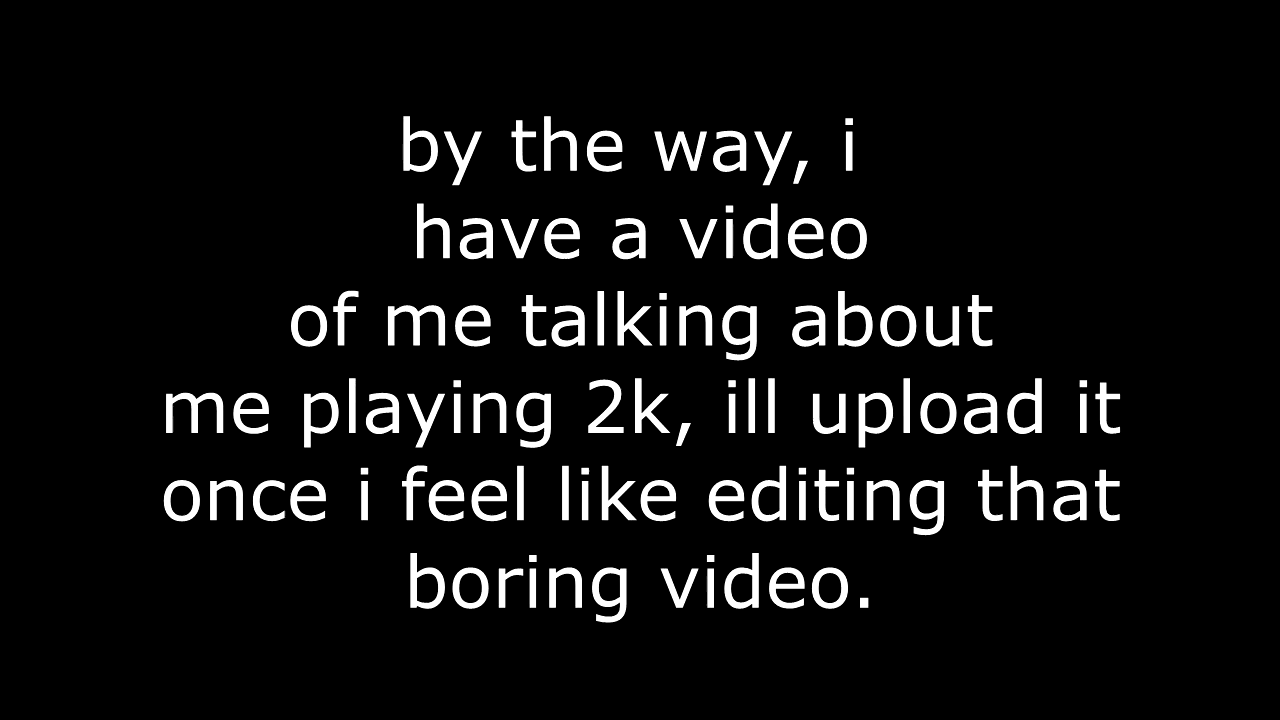 by the way, i
have a video
of me talking about
me playing 2k, ill upload it
once i feel like editing that
boring video.